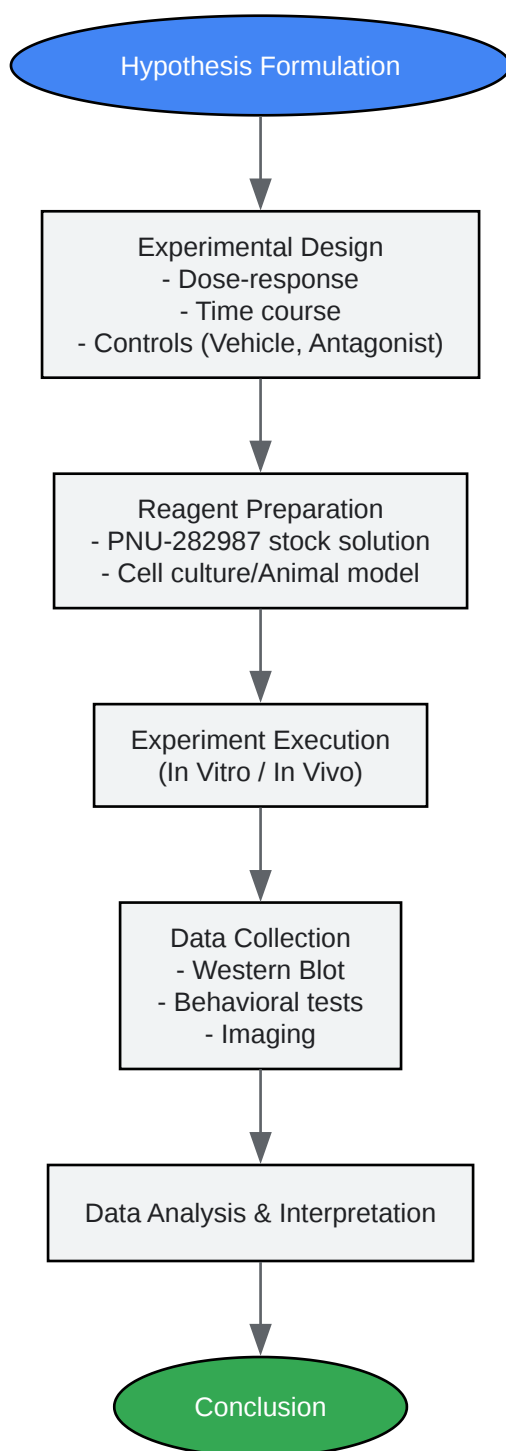 Hypothesis Formulation
Experimental Design
- Dose-response
- Time course
- Controls (Vehicle, Antagonist)
Reagent Preparation
- PNU-282987 stock solution
- Cell culture/Animal model
Experiment Execution
(In Vitro / In Vivo)
Data Collection
- Western Blot
- Behavioral tests
- Imaging
Data Analysis & Interpretation
Conclusion